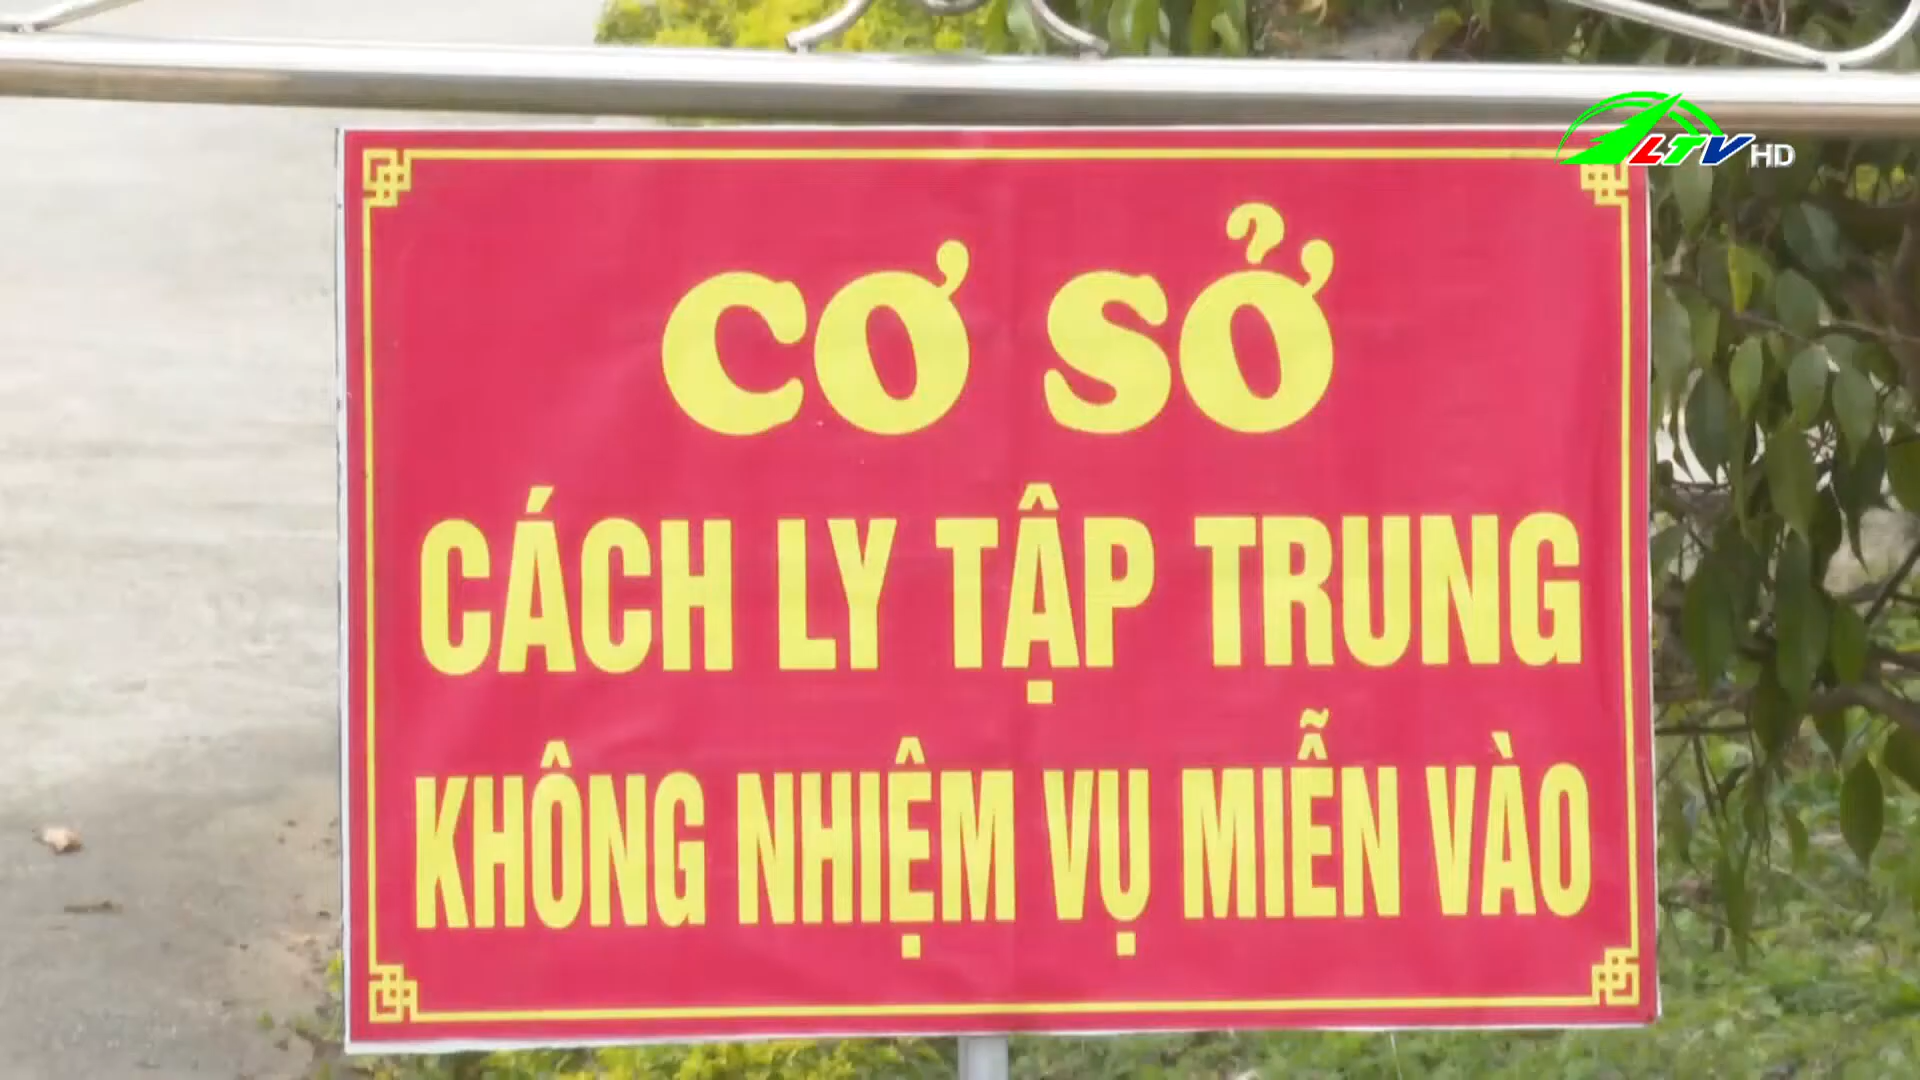 LTV HD
CƠ SỞ
CÁCH LY TẬP TRUNG
KHÔNG NHIỆM VỤ MIỄN VÀO